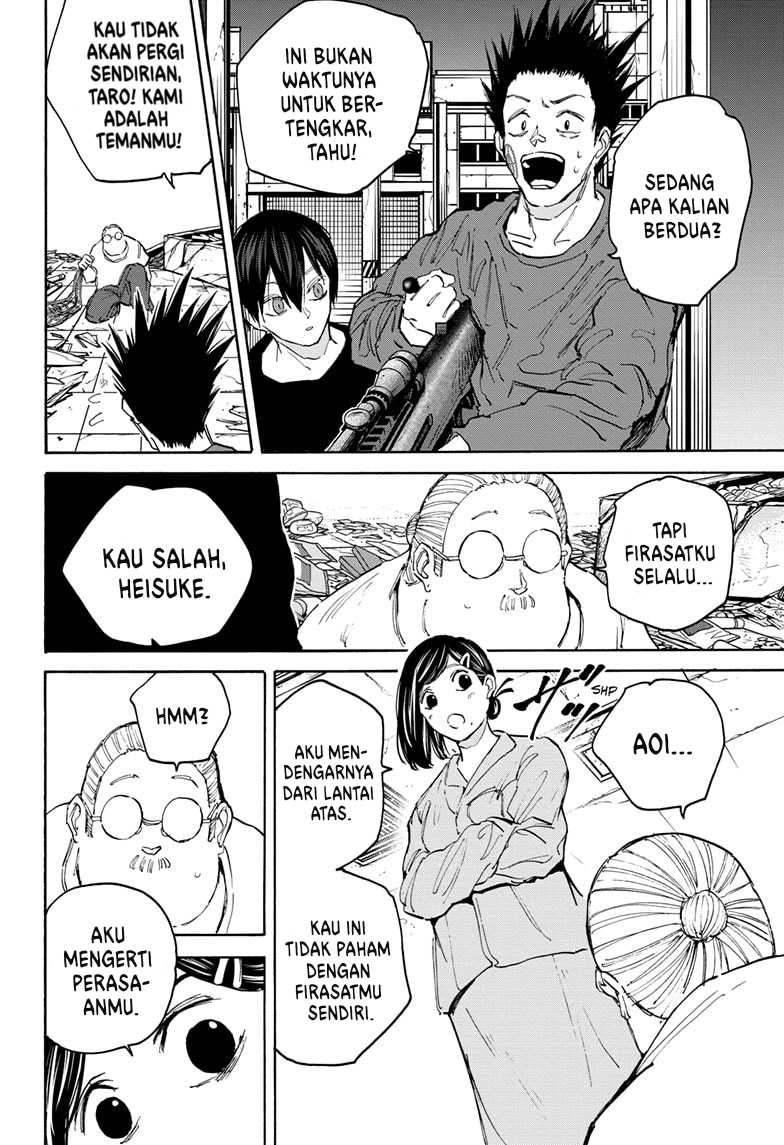 SEDANG
APA KALIAN
BERDUA?
INI BUKAN
WAKTUNYA
UNTUK BER-
TENGKAR,
TAHU!
KAU TIDAK
AKAN PERGI
SENDIRIAN,
TARO! KAMI
ADALAH
TEMANMU!
TAPI
FIRASATKU
SELALU...
KAU SALAH,
HEISUKE.
AOI...
SHP
AKU MEN-
DENGARNYA
DARI LANTAI
ATAS.
KAU INI
TIDAK PAHAM
DENGAN
FIRASATMU
SENDIRI.
HMM?
AKU
MENGERTI
PERASA-
ANMU.